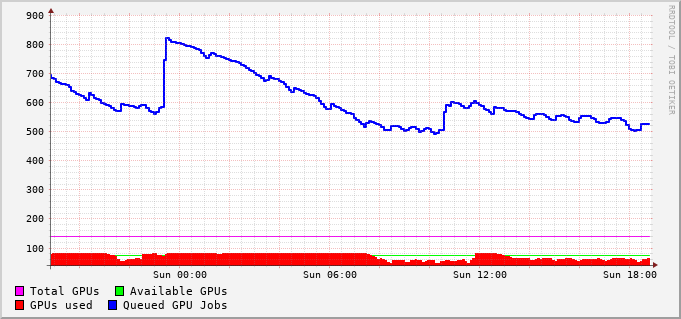 900
800
700
600
500
400
300
200
100
Sun 00:00 Sun 06:00 Sun 12:00 Sun 18:00
Total GPUs Available GPUs
GPUs used Queued GPU Jobs
RRDTOOL / TOBI OETIKER